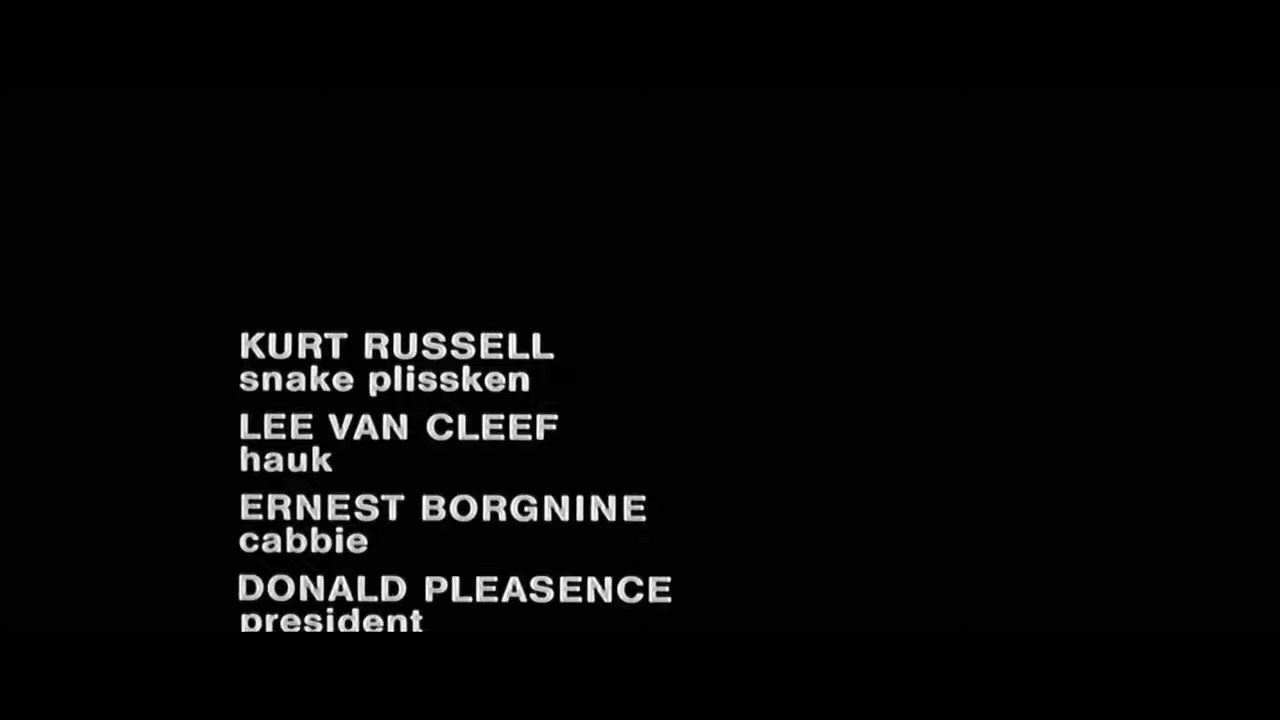 KURT RUSSELL
snake plissken
LEE VAN CLEEF
hauk
ERNEST BORGNINE
cabbie
DONALD PLEASENCE
president